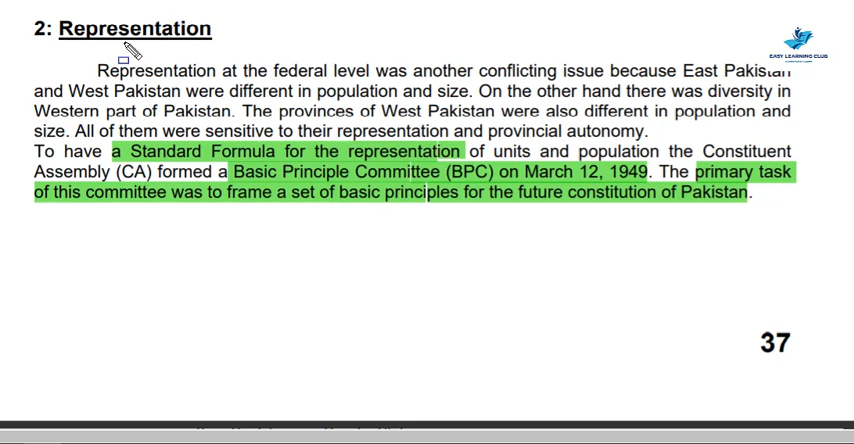 2: Representation
EASY LEARNING CLUB
Representation at the federal level was another conflicting issue because East Pakistan
and West Pakistan were different in population and size. On the other hand there was diversity in
Western part of Pakistan. The provinces of West Pakistan were also different in population and
size. All of them were sensitive to their representation and provincial autonomy.
To have a Standard Formula for the representation of units and population the Constituent
Assembly (CA) formed a Basic Principle Committee (BPC) on March 12, 1949. The primary task
of this committee was to frame a set of basic principles for the future constitution of Pakistan.
37